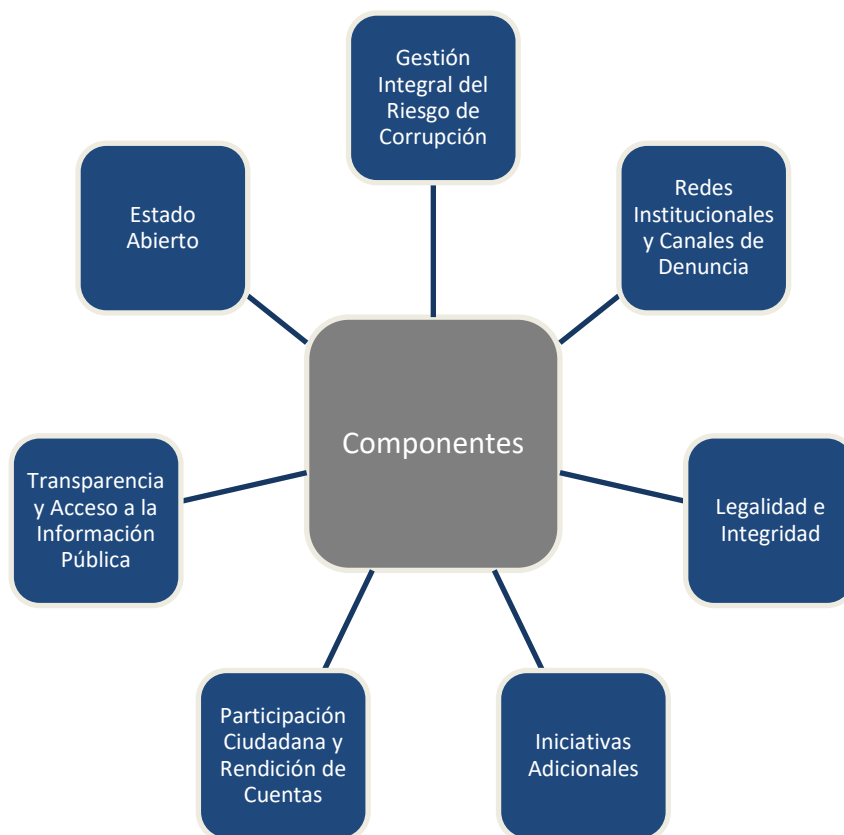 Gestión
Integral del
Riesgo de
Corrupción
Redes
Institucionales
y Canales de
Denuncia
Legalidad e
Integridad
Iniciativas
Adicionales
Participación
Ciudadana y
Rendición de
Cuentas
Transparencia
y Acceso a la
Información
Pública
Estado
Abierto
Componentes